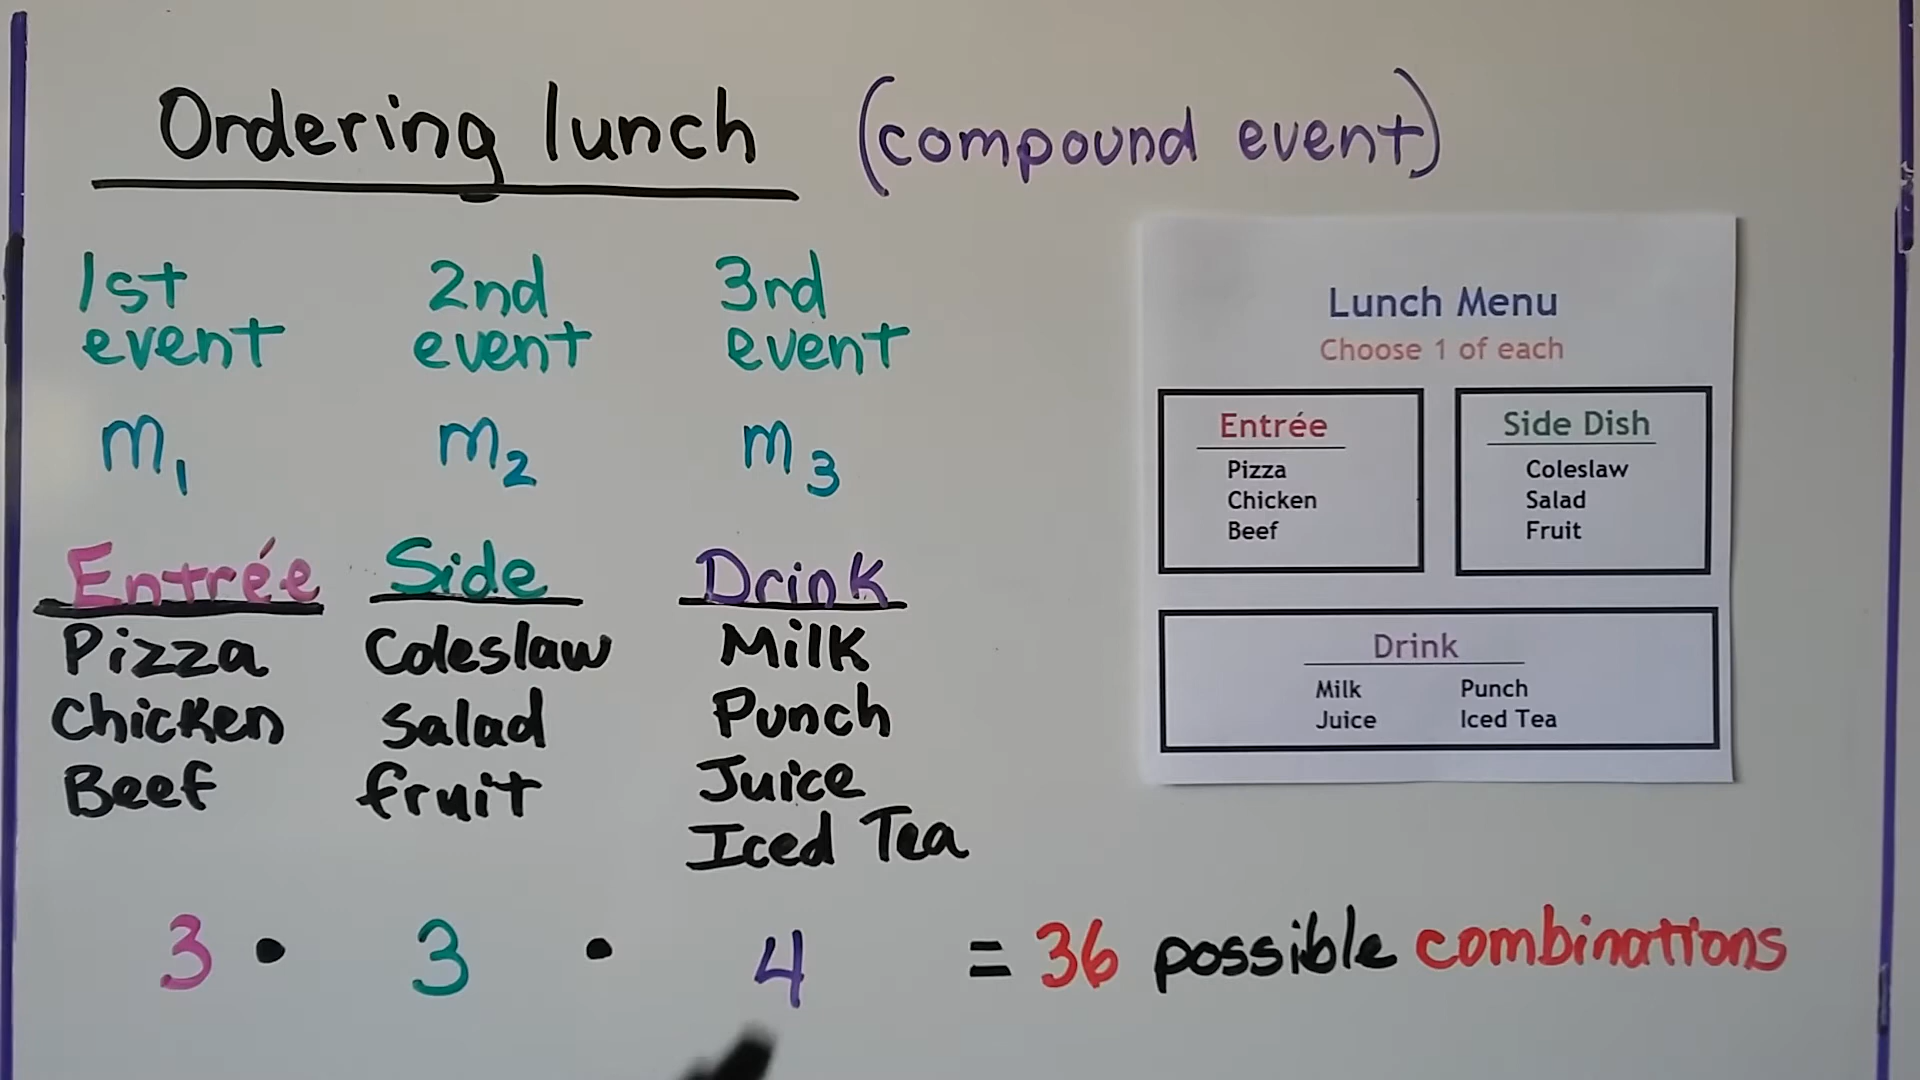 Ordering lunch (compound event)
1st event 2nd event 3rd event
m1 m2 m3
Entrée Side Drink
Pizza Coleslaw Milk
Chicken Salad Punch
Beef fruit Juice
Iced Tea
3 • 3 • 4 = 36 possible combinations
Lunch Menu
Choose 1 of each
Entrée
Pizza
Chicken
Beef
Side Dish
Coleslaw
Salad
Fruit
Drink
Milk Punch
Juice Iced Tea